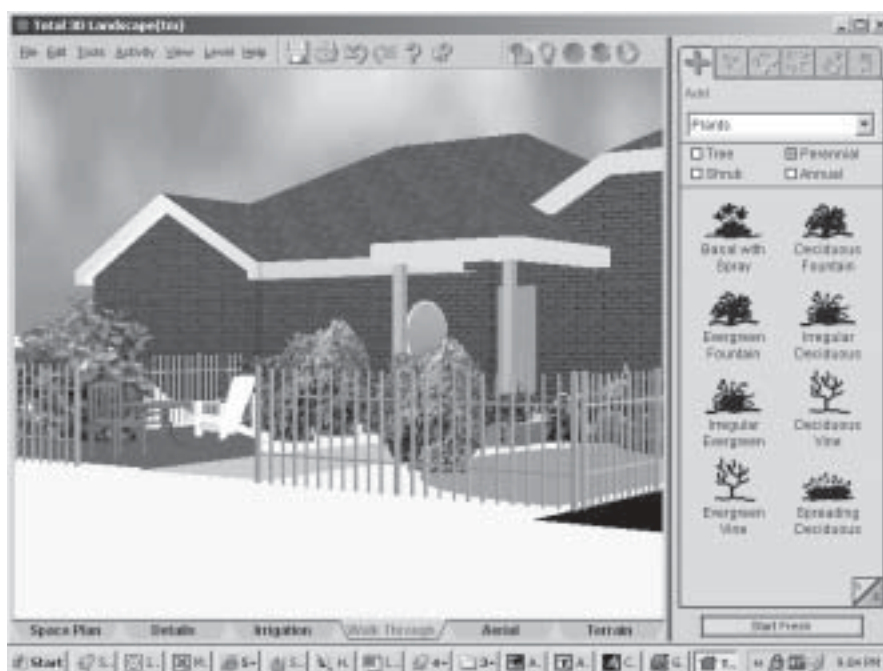 Total 3D Landscape(tm)
File Edit Tools Activity View Level Help
Add
Plants
Tree Perennial
Shrub Annual
Basal with Spray
Deciduous Fountain
Evergreen Fountain
Irregular Deciduous
Irregular Evergreen
Deciduous Vine
Evergreen Vine
Spreading Deciduous
Start Fresh
Space Plan Details Irrigation Walk Through Aerial Terrain
Start